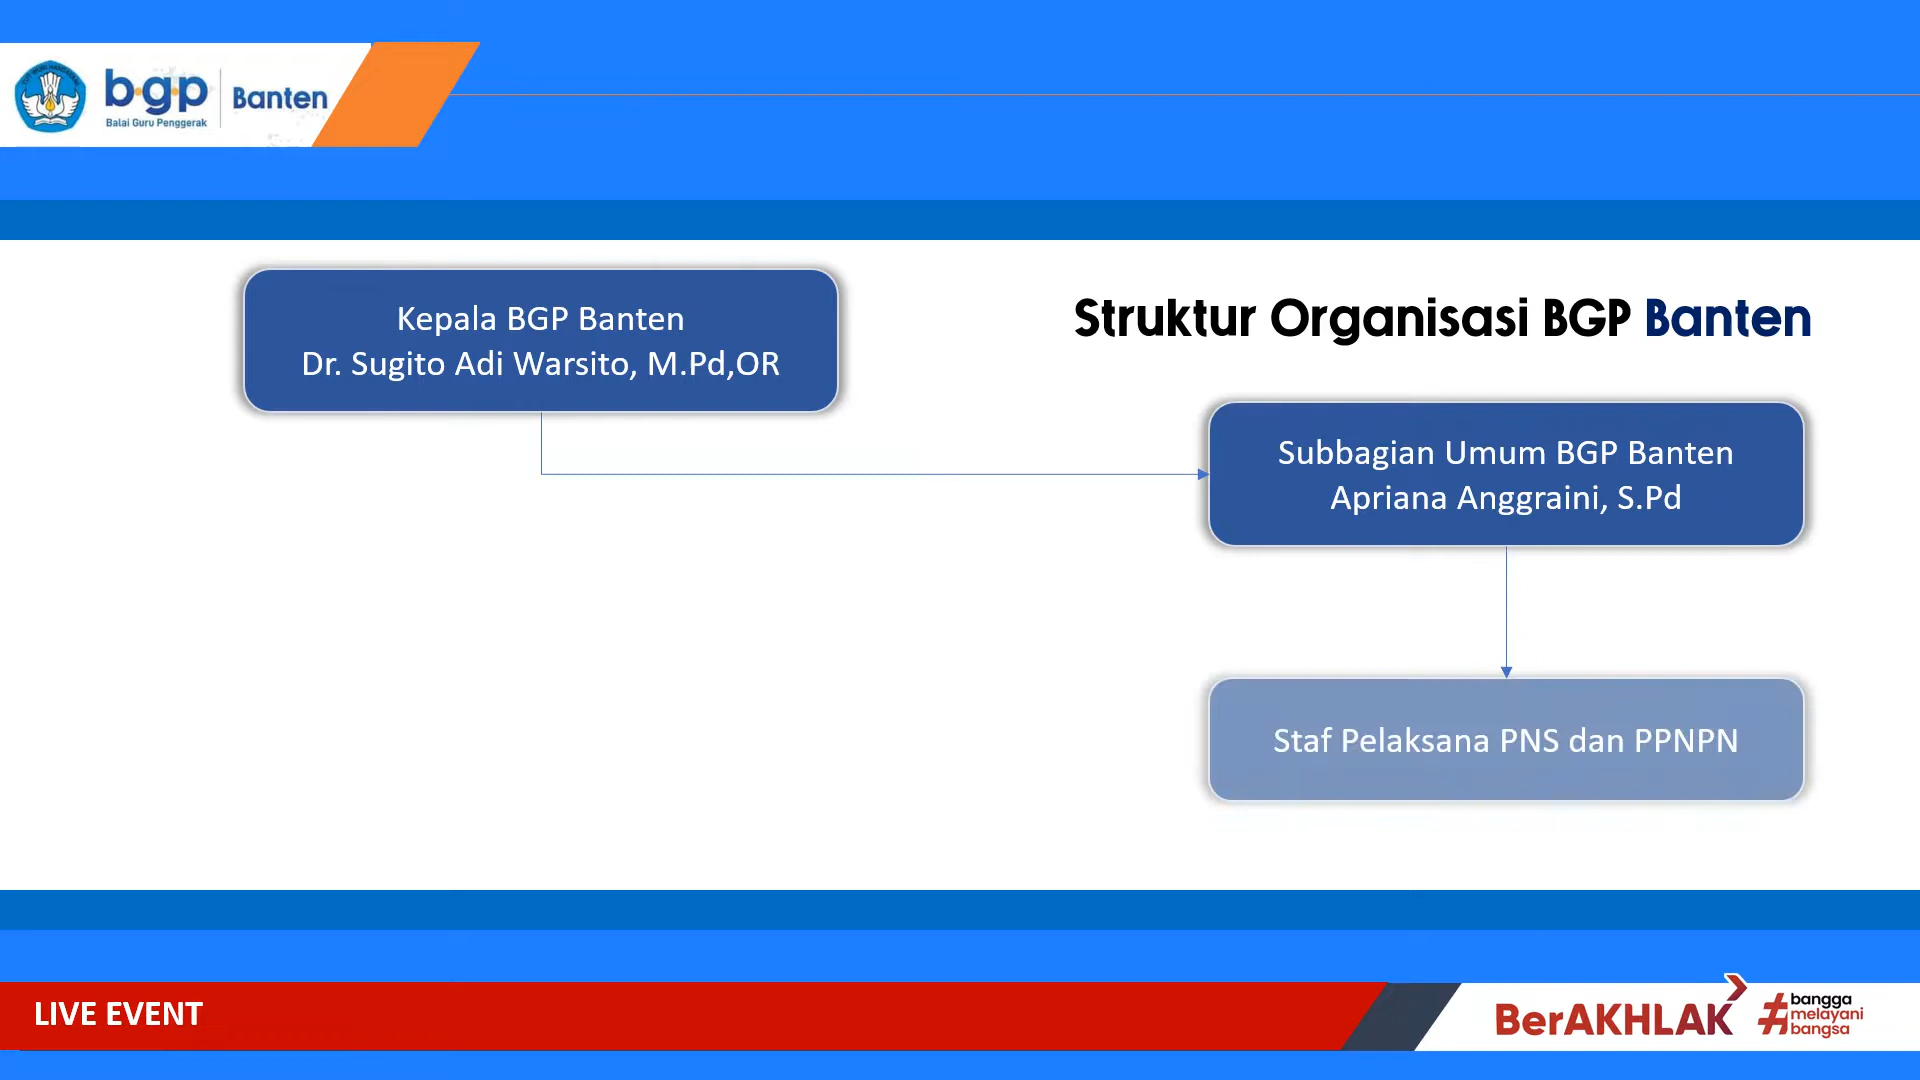 b·g·p
Balai Guru Penggerak
Banten
Kepala BGP Banten
Dr. Sugito Adi Warsito, M.Pd,OR
Struktur Organisasi BGP Banten
Subbagian Umum BGP Banten
Apriana Anggraini, S.Pd
Staf Pelaksana PNS dan PPNPN
LIVE EVENT
BerAKHLAK
#bangga
melayani
bangsa